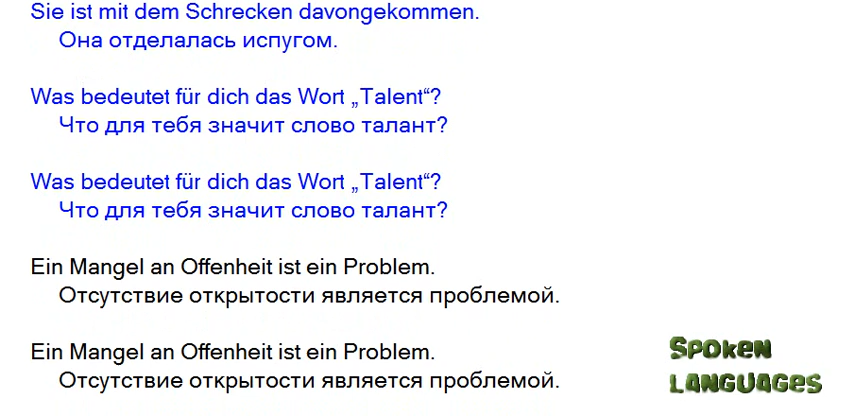 Sie ist mit dem Schrecken davongekommen.
Она отделалась испугом.
Was bedeutet für dich das Wort „Talent“?
Что для тебя значит слово талант?
Was bedeutet für dich das Wort „Talent“?
Что для тебя значит слово талант?
Ein Mangel an Offenheit ist ein Problem.
Отсутствие открытости является проблемой.
Ein Mangel an Offenheit ist ein Problem.
Отсутствие открытости является проблемой.
Spoken
Languages